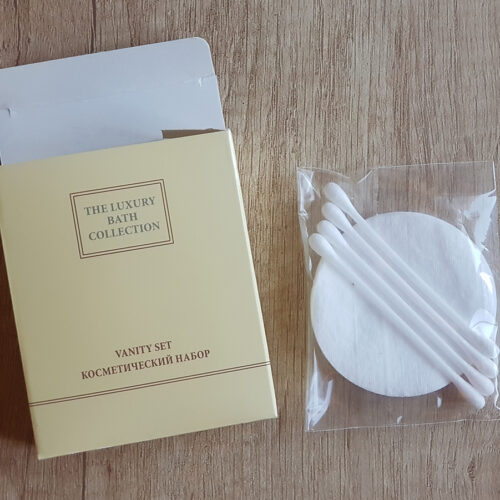 THE LUXURY
BATH
COLLECTION
VANITY SET
КОСМЕТИЧЕСКИЙ НАБОР